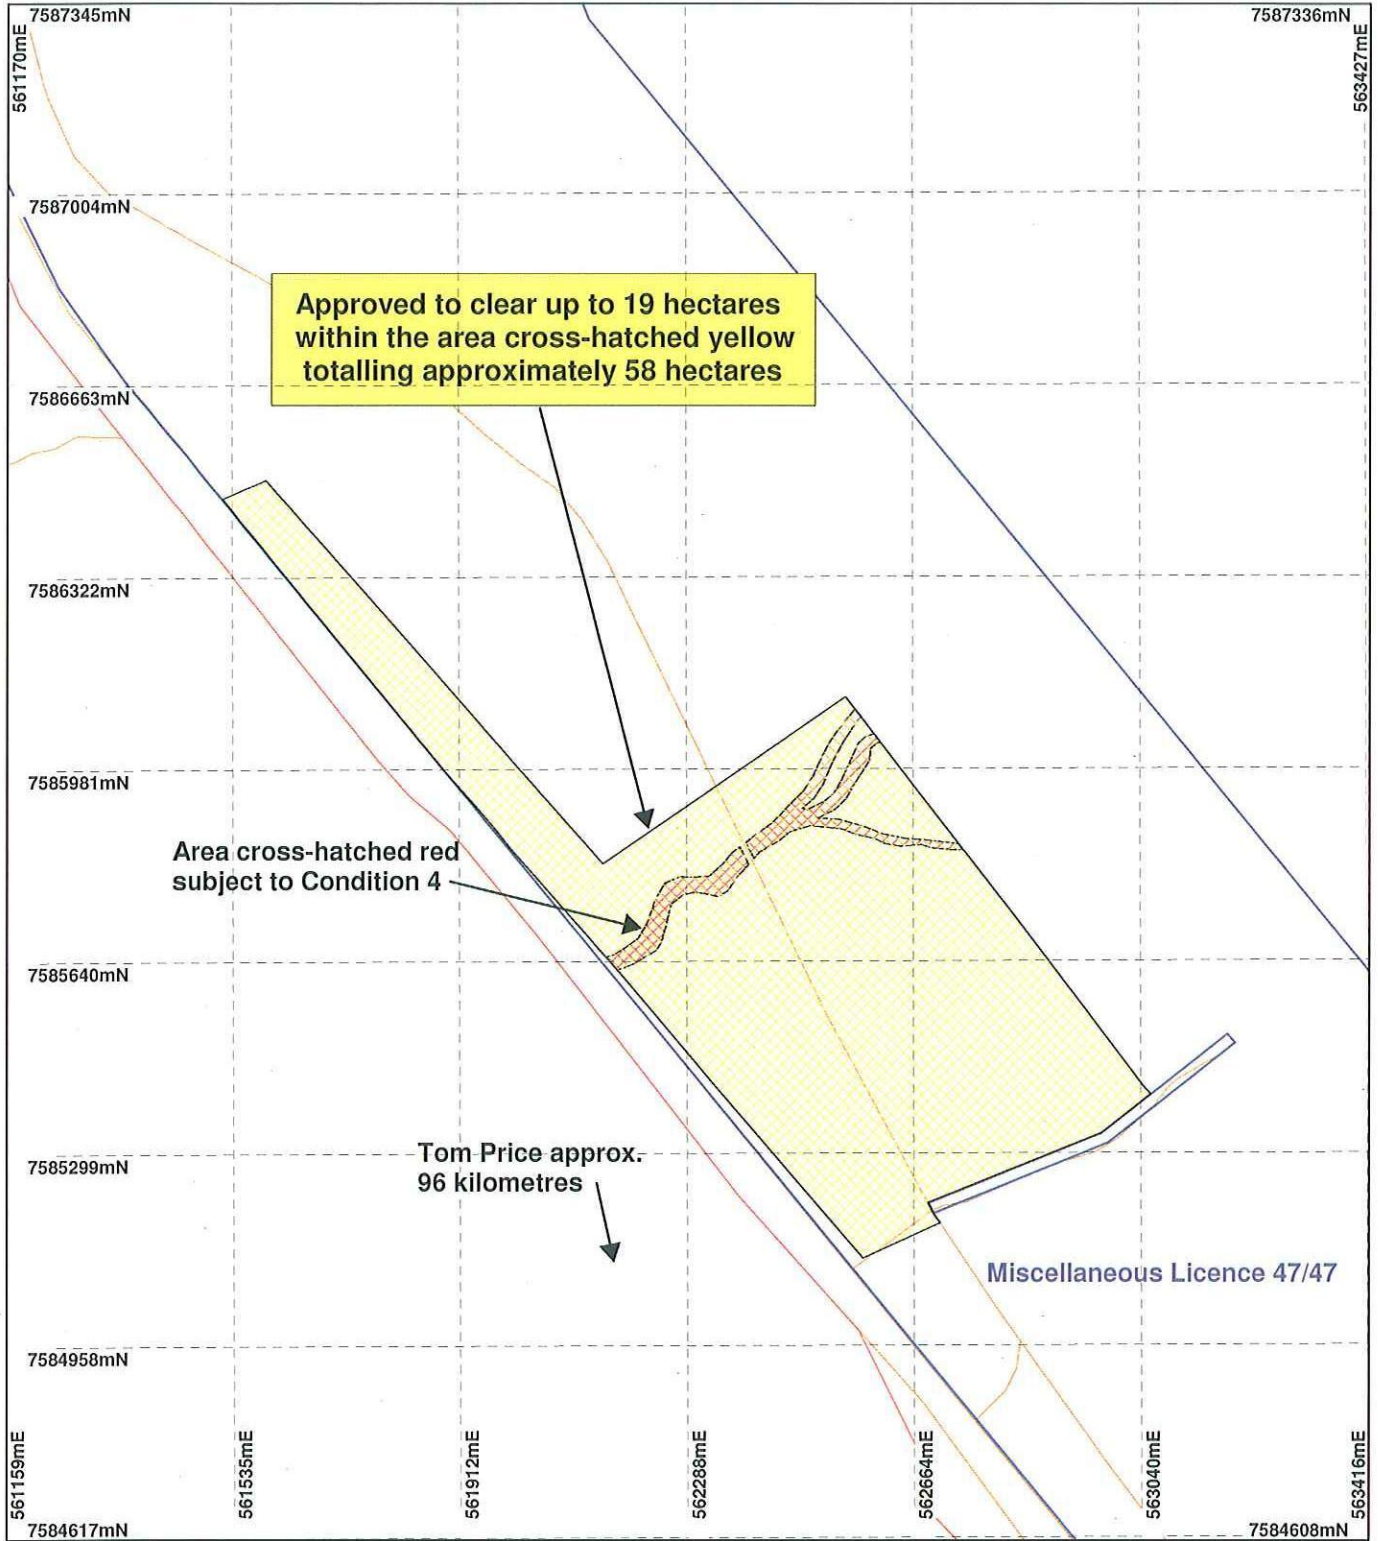 7587345mN
7587336mN
561170mE
563427mE
7587004mN
Approved to clear up to 19 hectares
within the area cross-hatched yellow
totalling approximately 58 hectares
7586663mN
7586322mN
7585981mN
Area cross-hatched red
subject to Condition 4
7585640mN
Tom Price approx.
96 kilometres
7585299mN
Miscellaneous Licence 47/47
7584958mN
561159mE
561535mE
561912mE
562288mE
562664mE
563040mE
563416mE
7584617mN
7584608mN